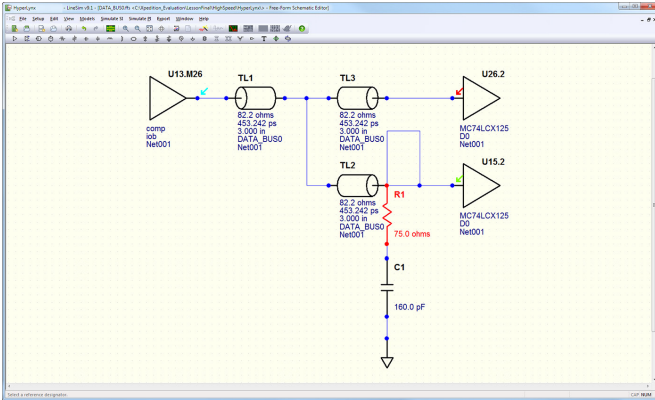 HyperLynx - LineSim v9.1 - [DATA_BUS0.ffs <C:\Xpedition_Evaluation\LessonFinal\HighSpeed\HyperLynx\> - Free-Form Schematic Editor]
File Setup Edit View Models Simulate SI Simulate PI Export Window Help
U13.M26
comp
iob
Net001
TL1
82.2 ohms
453.242 ps
3.000 in
DATA_BUS0
Net001
TL3
82.2 ohms
453.242 ps
3.000 in
DATA_BUS0
Net001
U26.2
MC74LCX125
D0
Net001
TL2
82.2 ohms
453.242 ps
3.000 in
DATA_BUS0
Net001
R1
75.0 ohms
U15.2
MC74LCX125
D0
Net001
C1
160.0 pF
Select a reference designator.
CAP NUM